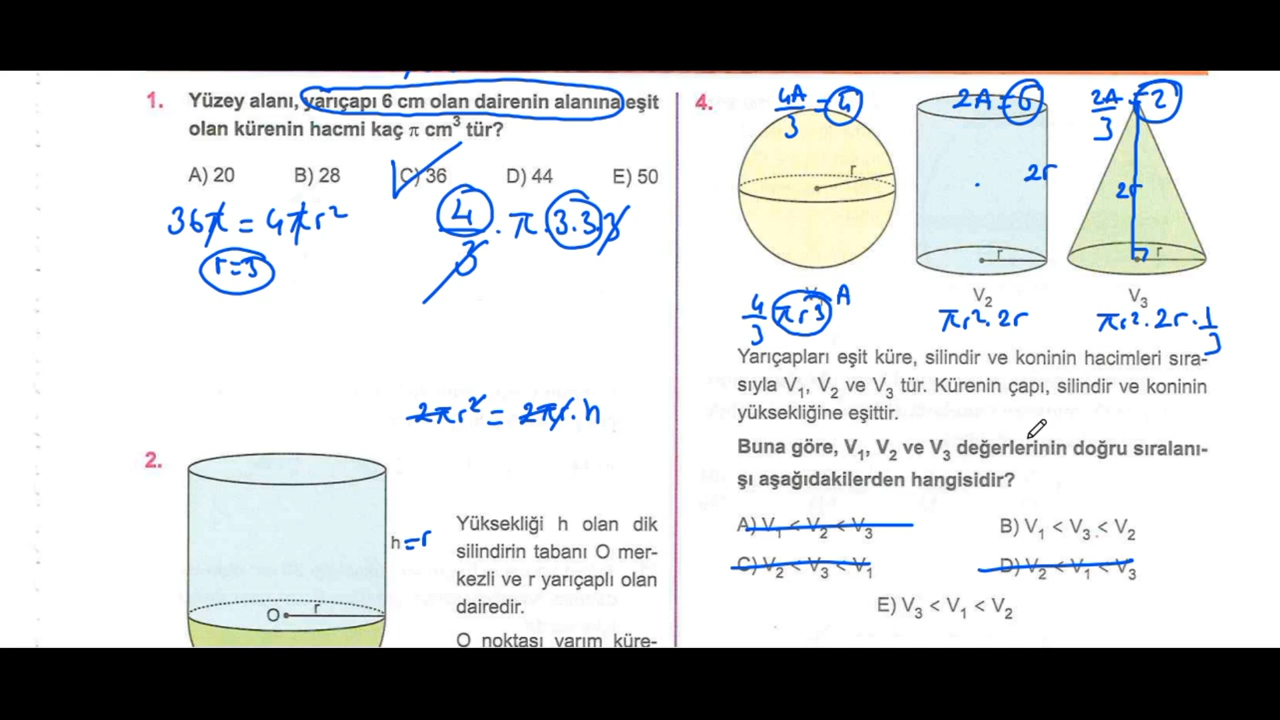 1. Yüzey alanı, yarıçapı 6 cm olan dairenin alanına eşit
olan kürenin hacmi kaç π cm³ tür?
A) 20 B) 28 C) 36 D) 44 E) 50
36π = 4πr²
r=3
4/3 . π . 3.3.3
2πr² = 2πr.h
2.
h=r
O r
Yüksekliği h olan dik
silindirin tabanı O mer-
kezli ve r yarıçaplı olan
dairedir.
O noktası yarım küre-
4.
4A/3 = 4
2A = 6
2A/3 = 2
r
2r
r
2r
r
V₁ V₂ V₃
4/3 πr3 A
πr².2r
πr².2r.1/3
Yarıçapları eşit küre, silindir ve koninin hacimleri sıra-
sıyla V₁, V₂ ve V₃ tür. Kürenin çapı, silindir ve koninin
yüksekliğine eşittir.
Buna göre, V₁, V₂ ve V₃ değerlerinin doğru sıralanı-
şı aşağıdakilerden hangisidir?
A) V₁ < V₂ < V₃ B) V₁ < V₃ < V₂
C) V₂ < V₃ < V₁ D) V₂ < V₁ < V₃
E) V₃ < V₁ < V₂